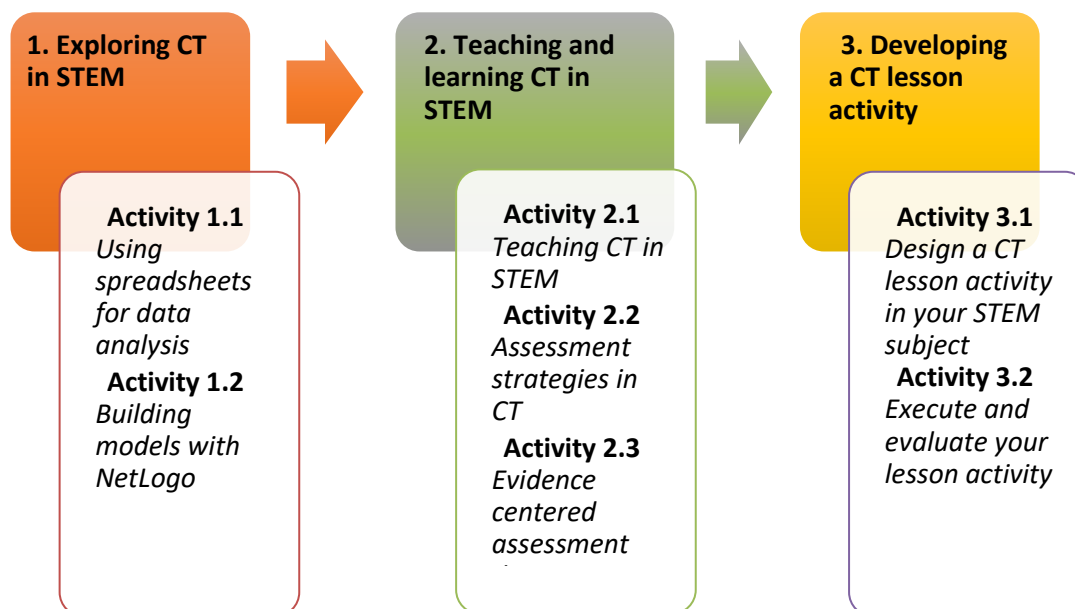 1. Exploring CT
in STEM
Activity 1.1
Using
spreadsheets
for data
analysis
Activity 1.2
Building
models with
NetLogo
2. Teaching and
learning CT in
STEM
Activity 2.1
Teaching CT in
STEM
Activity 2.2
Assessment
strategies in
CT
Activity 2.3
Evidence
centered
assessment
3. Developing
a CT lesson
activity
Activity 3.1
Design a CT
lesson activity
in your STEM
subject
Activity 3.2
Execute and
evaluate your
lesson activity